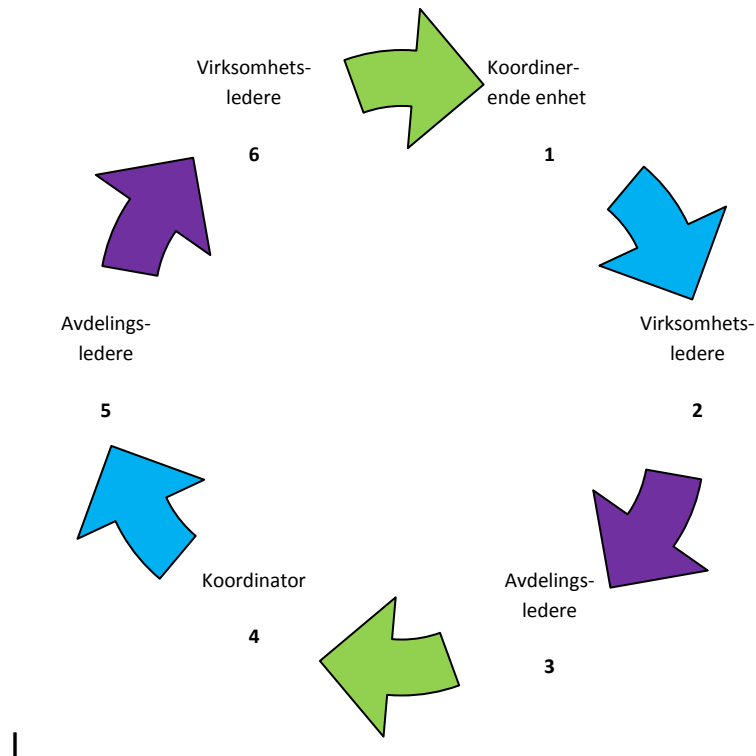 Koordiner-
ende enhet
1
Virksomhets-
ledere
2
Avdelings-
ledere
3
Koordinator
4
Avdelings-
ledere
5
Virksomhets-
ledere
6